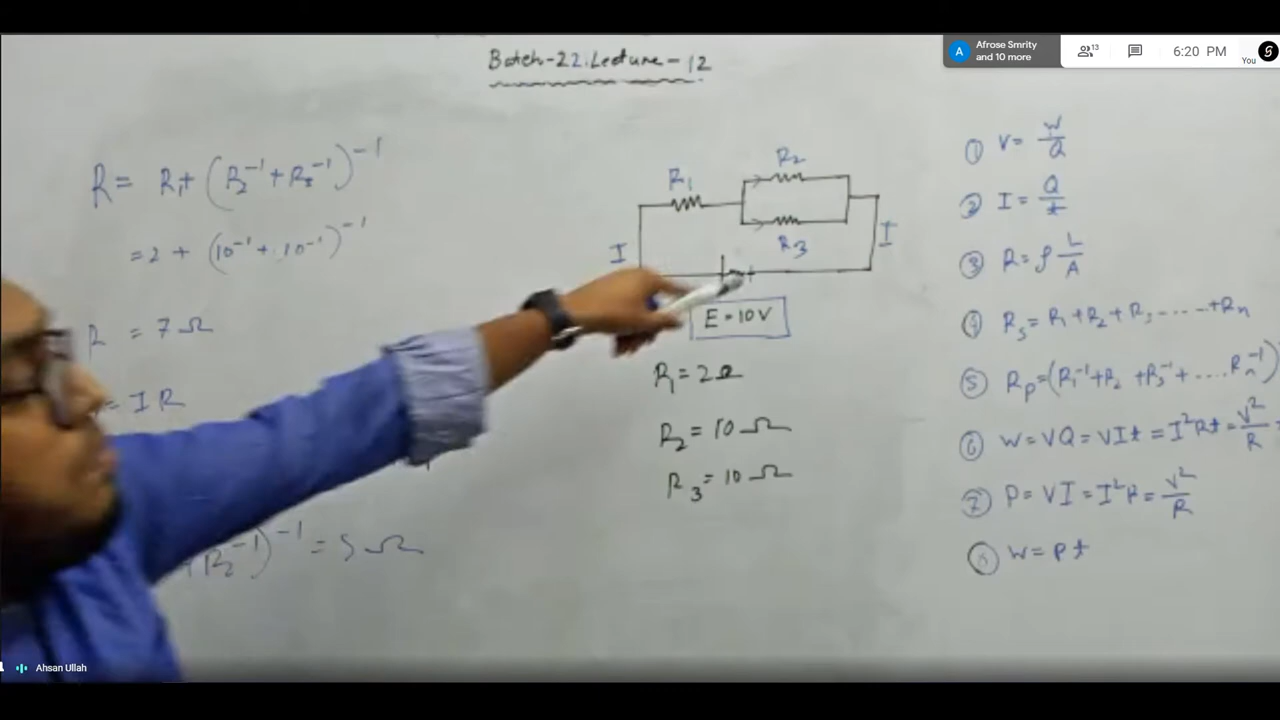 Afrose Smrity
and 10 more
A
13
6:20 PM
You
Batch-22. Lecture - 12
R = R₁ + (R₂⁻¹ + R₃⁻¹)⁻¹
= 2 + (10⁻¹ + 10⁻¹)⁻¹
R = 7 Ω
= IR
R₂⁻¹)⁻¹ = 5 Ω
R₁
R₂
R₃
I
I
E = 10V
R₁ = 2Ω
R₂ = 10 Ω
R₃ = 10 Ω
① V = W/Q
② I = Q/t
③ R = ρ L/A
④ Rₛ = R₁ + R₂ + R₃ ..... + Rₙ
⑤ Rₚ = (R₁⁻¹ + R₂ + R₃⁻¹ + .... Rₙ⁻¹)
⑥ W = VQ = VIt = I²Rt = V²/R
⑦ P = VI = I²R = V²/R
⑧ W = Pt
Ahsan Ullah